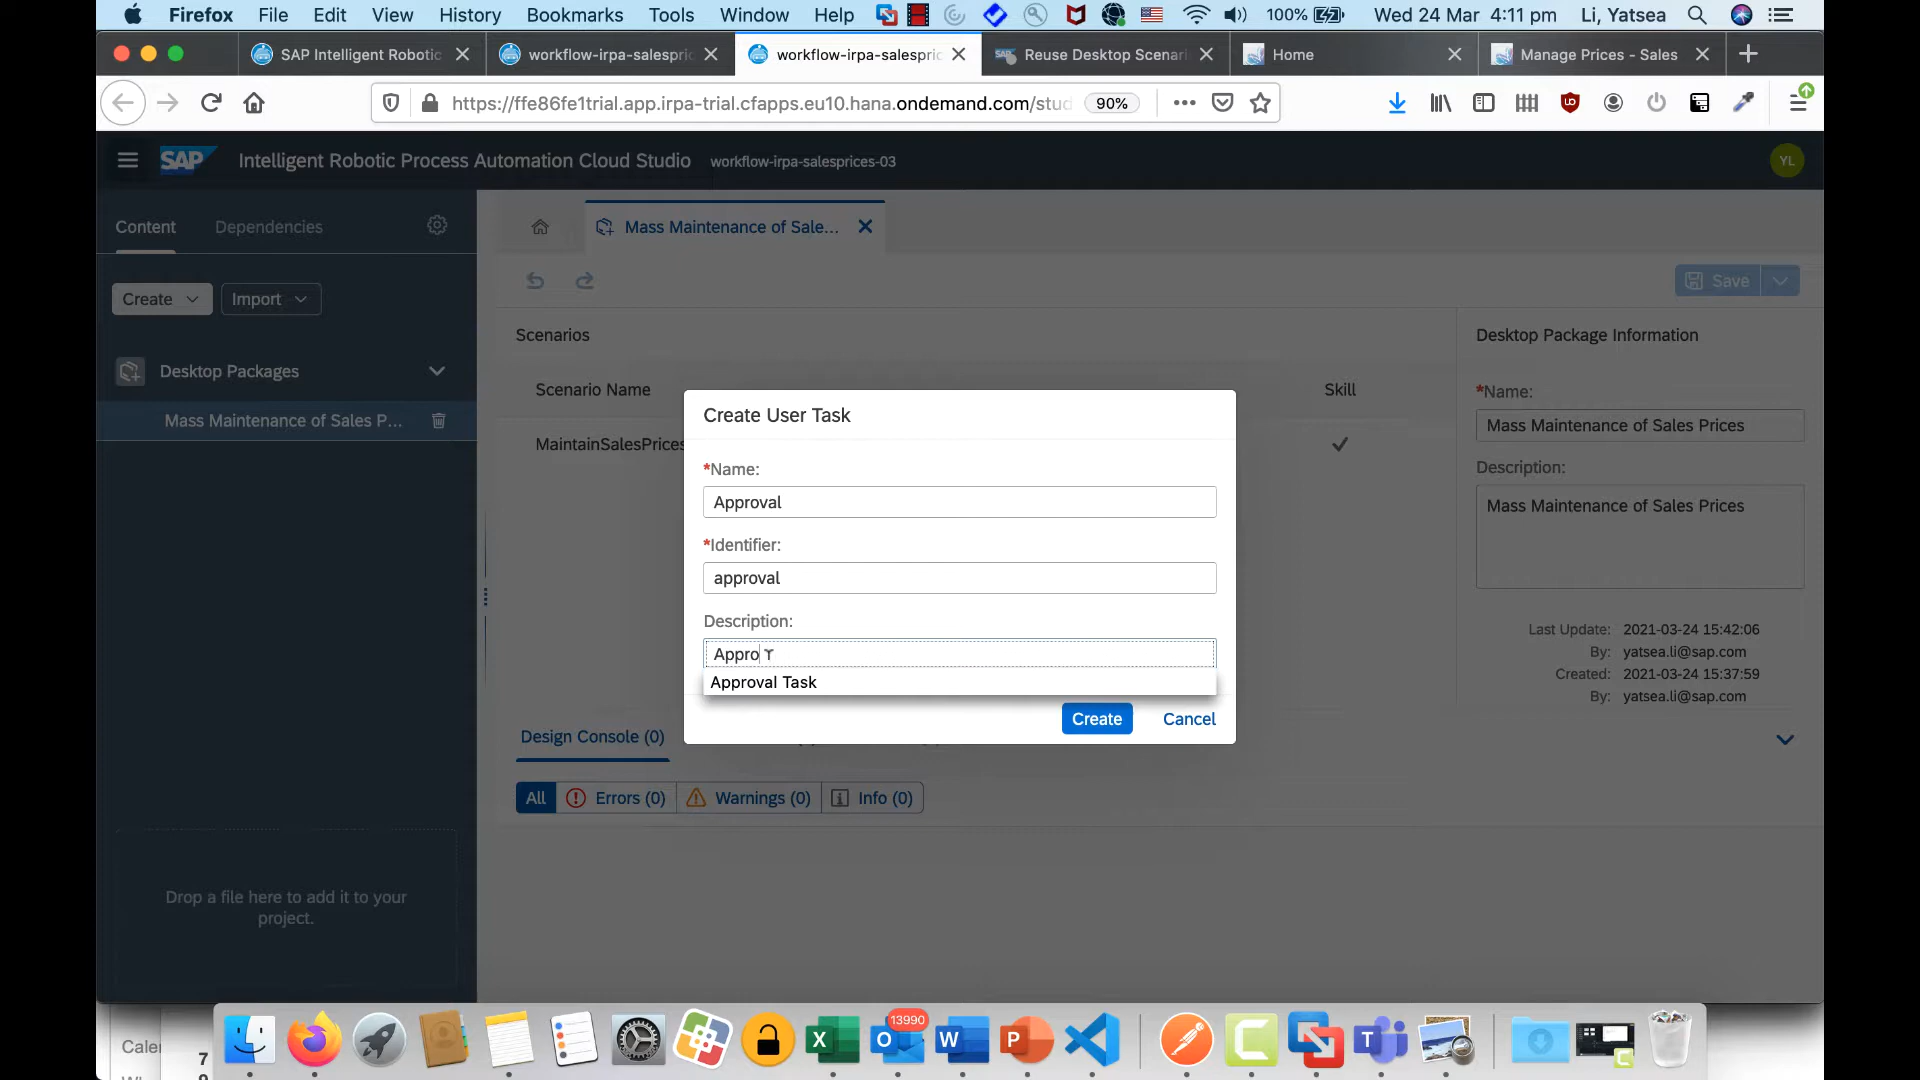 Firefox File Edit View History Bookmarks Tools Window Help 100% Wed 24 Mar 4:11 pm Li, Yatsea
SAP Intelligent Robotic
workflow-irpa-salespri
workflow-irpa-salespric
Reuse Desktop Scenari
Home
Manage Prices - Sales
https://ffe86fe1trial.app.irpa-trial.cfapps.eu10.hana.ondemand.com/stud
90%
SAP Intelligent Robotic Process Automation Cloud Studio workflow-irpa-salesprices-03
YL
Content Dependencies
Mass Maintenance of Sale...
Create Import
Save
Scenarios
Desktop Package Information
Desktop Packages
Mass Maintenance of Sales P...
Scenario Name Skill
MaintainSalesPrices
*Name:
Mass Maintenance of Sales Prices
Description:
Mass Maintenance of Sales Prices
Last Update: 2021-03-24 15:42:06
By: yatsea.li@sap.com
Created: 2021-03-24 15:37:59
By: yatsea.li@sap.com
Create User Task
*Name:
Approval
*Identifier:
approval
Description:
Appro
Approval Task
Create Cancel
Design Console (0)
All Errors (0) Warnings (0) Info (0)
Drop a file here to add it to your
project.
13990
Caler
7